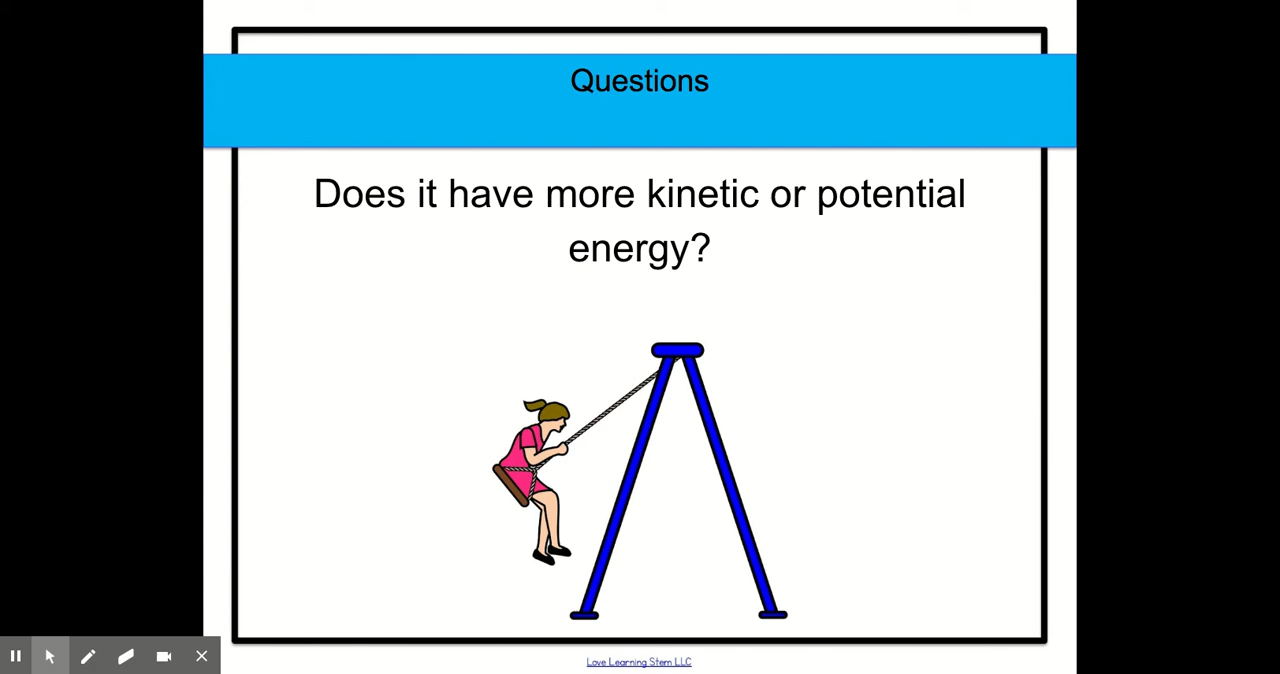 Questions
Does it have more kinetic or potential
energy?
Love Learning Stem LLC